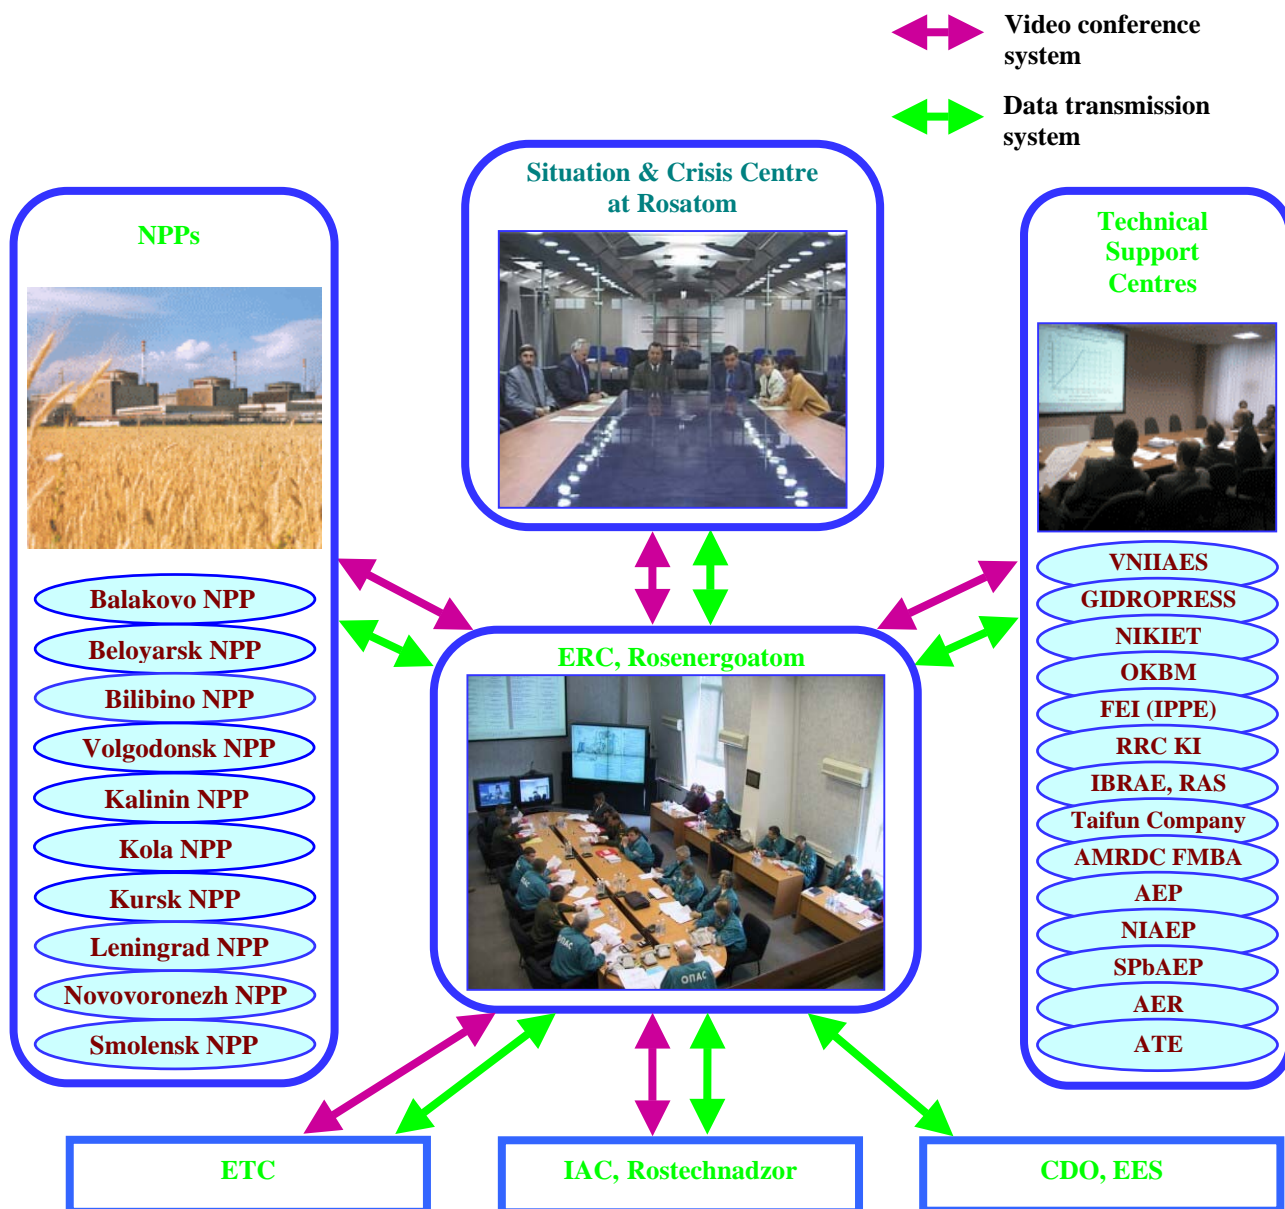 Video conference
system
Data transmission
system
Situation & Crisis Centre
at Rosatom
NPPs
Balakovo NPP
Beloyarsk NPP
Bilibino NPP
Volgodonsk NPP
Kalinin NPP
Kola NPP
Kursk NPP
Leningrad NPP
Novovoronezh NPP
Smolensk NPP
Technical
Support
Centres
VNIIAES
GIDROPRESS
NIKIET
OKBM
FEI (IPPE)
RRC KI
IBRAE, RAS
Taifun Company
AMRDC FMBA
AEP
NIAEP
SPbAEP
AER
ATE
ERC, Rosenergoatom
ОПАС
ETC
IAC, Rostechnadzor
CDO, EES